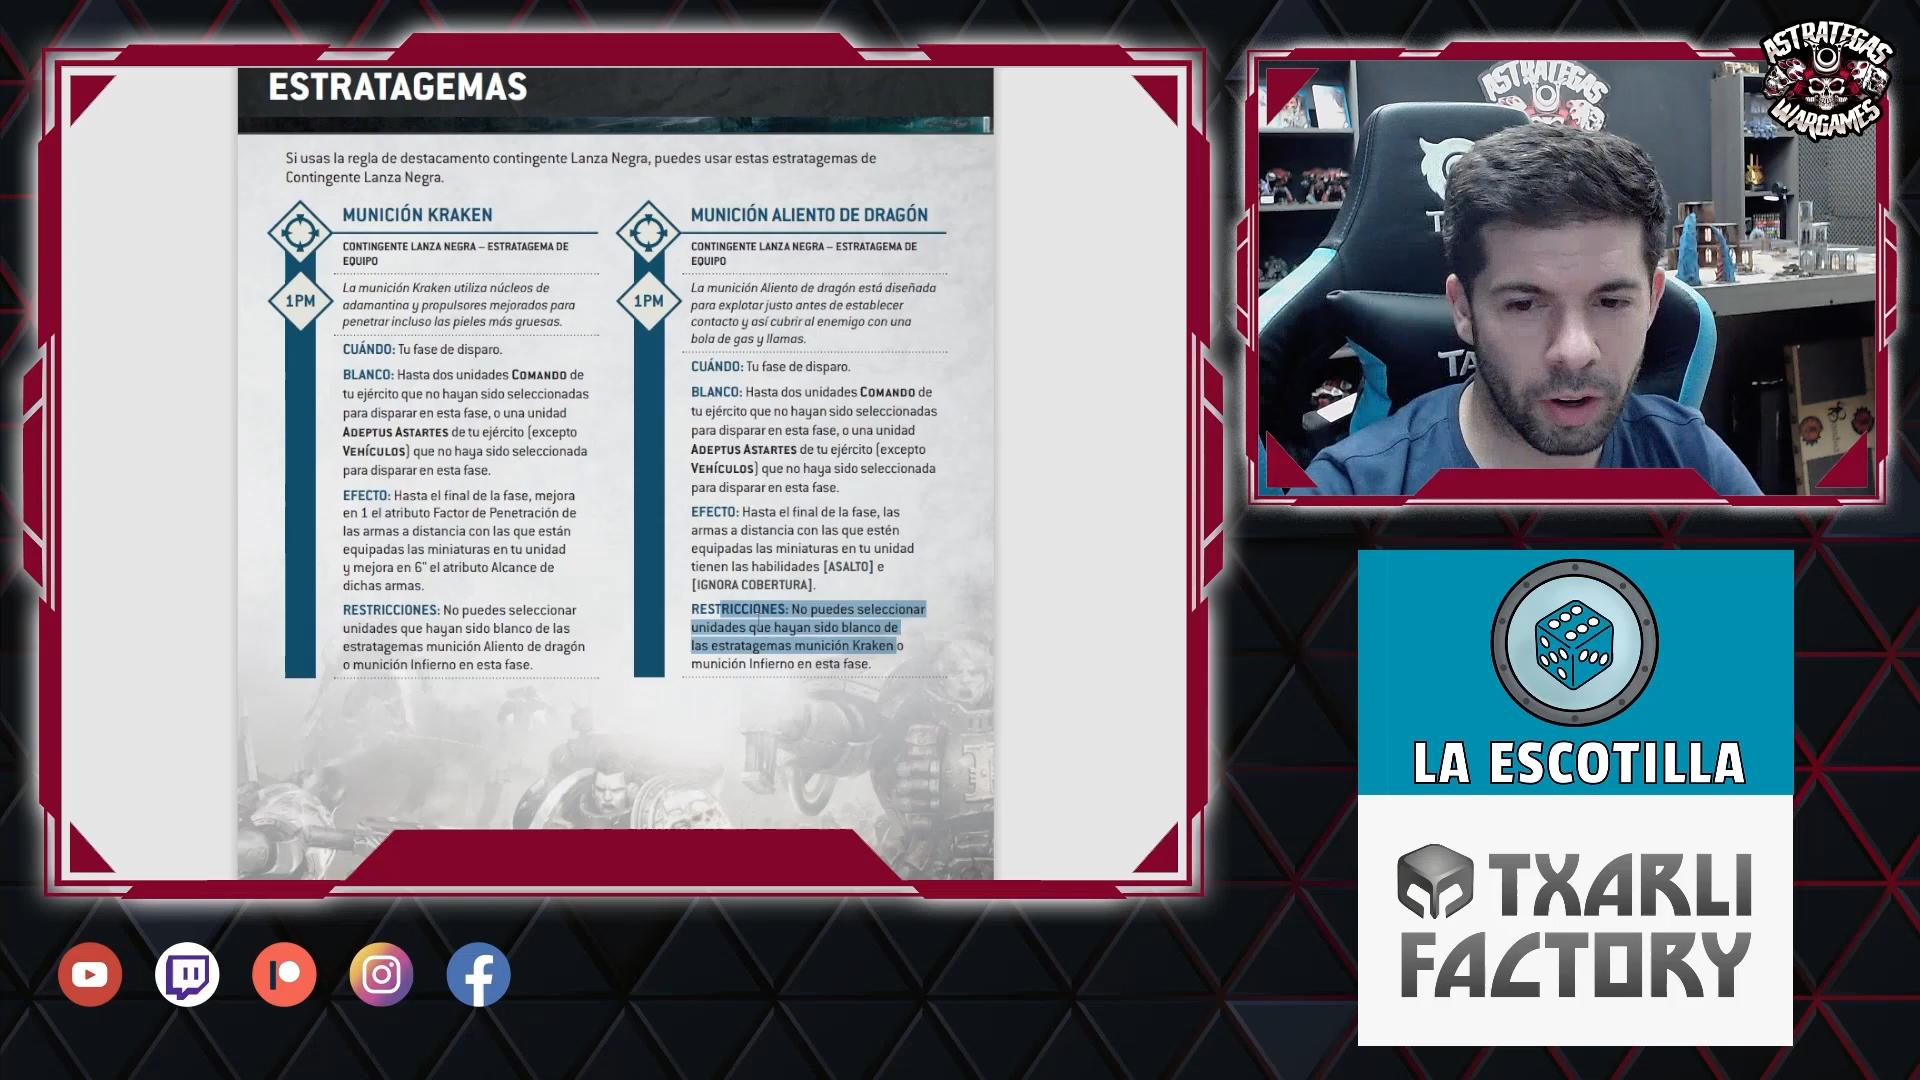 ESTRATAGEMAS
Si usas la regla de destacamento contingente Lanza Negra, puedes usar estas estratagemas de
Contingente Lanza Negra.
MUNICIÓN KRAKEN
CONTINGENTE LANZA NEGRA – ESTRATAGEMA DE
EQUIPO
1PM
La munición Kraken utiliza núcleos de
adamantina y propulsores mejorados para
penetrar incluso las pieles más gruesas.
CUÁNDO: Tu fase de disparo.
BLANCO: Hasta dos unidades COMANDO de
tu ejército que no hayan sido seleccionadas
para disparar en esta fase, o una unidad
ADEPTUS ASTARTES de tu ejército (excepto
VEHÍCULOS) que no haya sido seleccionada
para disparar en esta fase.
EFECTO: Hasta el final de la fase, mejora
en 1 el atributo Factor de Penetración de
las armas a distancia con las que están
equipadas las miniaturas en tu unidad
y mejora en 6" el atributo Alcance de
dichas armas.
RESTRICCIONES: No puedes seleccionar
unidades que hayan sido blanco de las
estratagemas munición Aliento de dragón
o munición Infierno en esta fase.
MUNICIÓN ALIENTO DE DRAGÓN
CONTINGENTE LANZA NEGRA – ESTRATAGEMA DE
EQUIPO
1PM
La munición Aliento de dragón está diseñada
para explotar justo antes de establecer
contacto y así cubrir al enemigo con una
bola de gas y llamas.
CUÁNDO: Tu fase de disparo.
BLANCO: Hasta dos unidades COMANDO de
tu ejército que no hayan sido seleccionadas
para disparar en esta fase, o una unidad
ADEPTUS ASTARTES de tu ejército (excepto
VEHÍCULOS) que no haya sido seleccionada
para disparar en esta fase.
EFECTO: Hasta el final de la fase, las
armas a distancia con las que estén
equipadas las miniaturas en tu unidad
tienen las habilidades [ASALTO] e
[IGNORA COBERTURA].
RESTRICCIONES: No puedes seleccionar
unidades que hayan sido blanco de
las estratagemas munición Kraken o
munición Infierno en esta fase.
ASTRATEGAS
WARGAMES
ASTRATEGAS
WARGAMES
LA ESCOTILLA
TXARLI
FACTORY